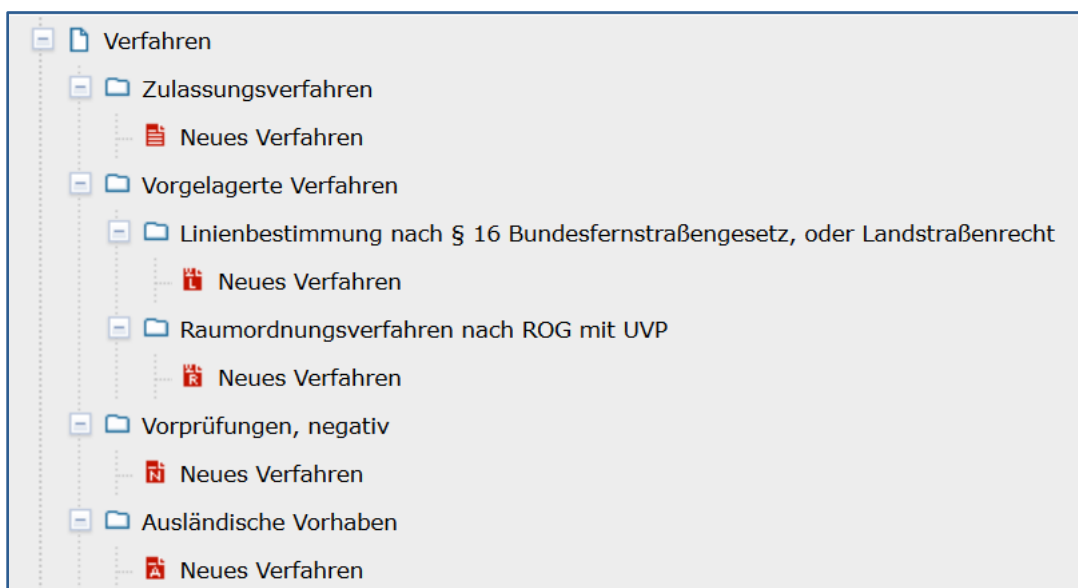 Verfahren
Zulassungsverfahren
Neues Verfahren
Vorgelagerte Verfahren
Linienbestimmung nach § 16 Bundesfernstraßengesetz, oder Landstraßenrecht
L Neues Verfahren
Raumordnungsverfahren nach ROG mit UVP
R Neues Verfahren
Vorprüfungen, negativ
N Neues Verfahren
Ausländische Vorhaben
A Neues Verfahren